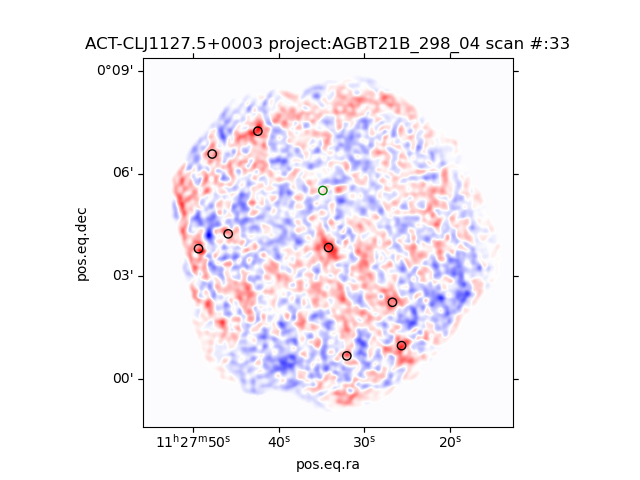 ACT-CLJ1127.5+0003 project:AGBT21B_298_04 scan #:33
0°09'
06'
03'
00'
pos.eq.dec
11ʰ27ᵐ50ˢ 40ˢ 30ˢ 20ˢ
pos.eq.ra